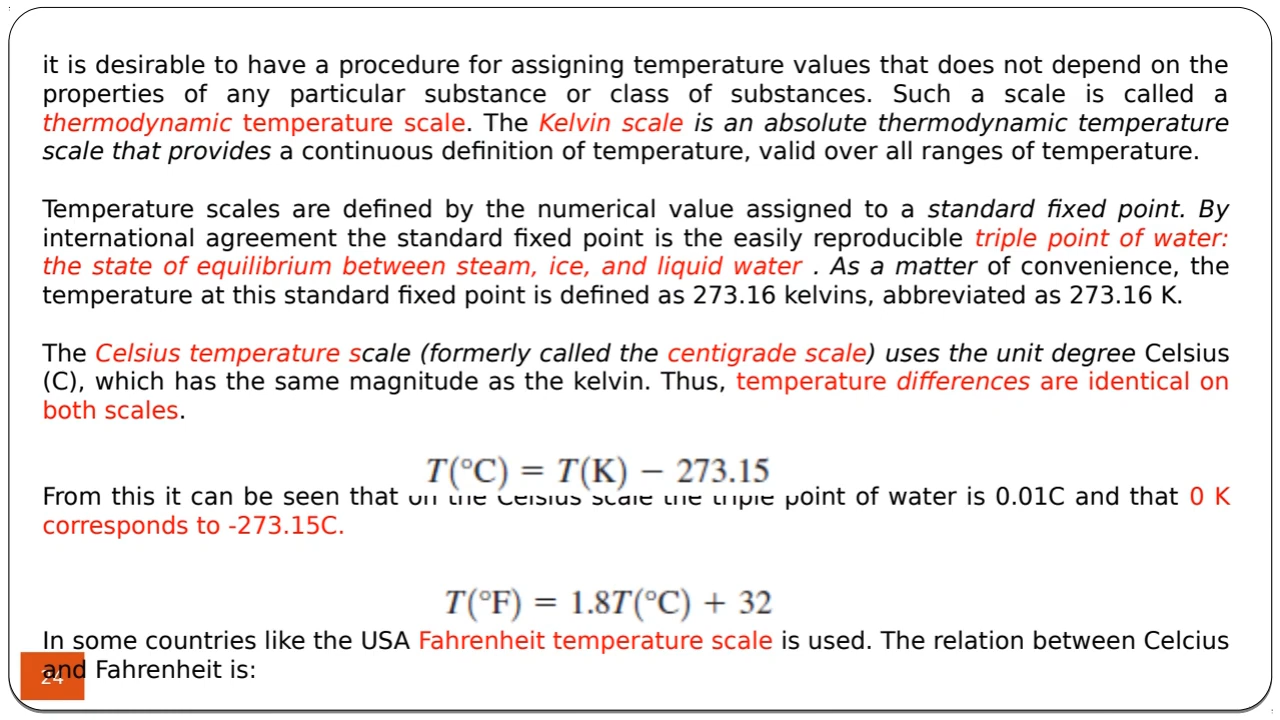 it is desirable to have a procedure for assigning temperature values that does not depend on the
properties of any particular substance or class of substances. Such a scale is called a
thermodynamic temperature scale. The Kelvin scale is an absolute thermodynamic temperature
scale that provides a continuous definition of temperature, valid over all ranges of temperature.
Temperature scales are defined by the numerical value assigned to a standard fixed point. By
international agreement the standard fixed point is the easily reproducible triple point of water:
the state of equilibrium between steam, ice, and liquid water . As a matter of convenience, the
temperature at this standard fixed point is defined as 273.16 kelvins, abbreviated as 273.16 K.
The Celsius temperature scale (formerly called the centigrade scale) uses the unit degree Celsius
(C), which has the same magnitude as the kelvin. Thus, temperature differences are identical on
both scales.
T(°C) = T(K) − 273.15
From this it can be seen that on the Celsius scale the triple point of water is 0.01C and that 0 K
corresponds to -273.15C.
T(°F) = 1.8T(°C) + 32
In some countries like the USA Fahrenheit temperature scale is used. The relation between Celcius
and Fahrenheit is:
24